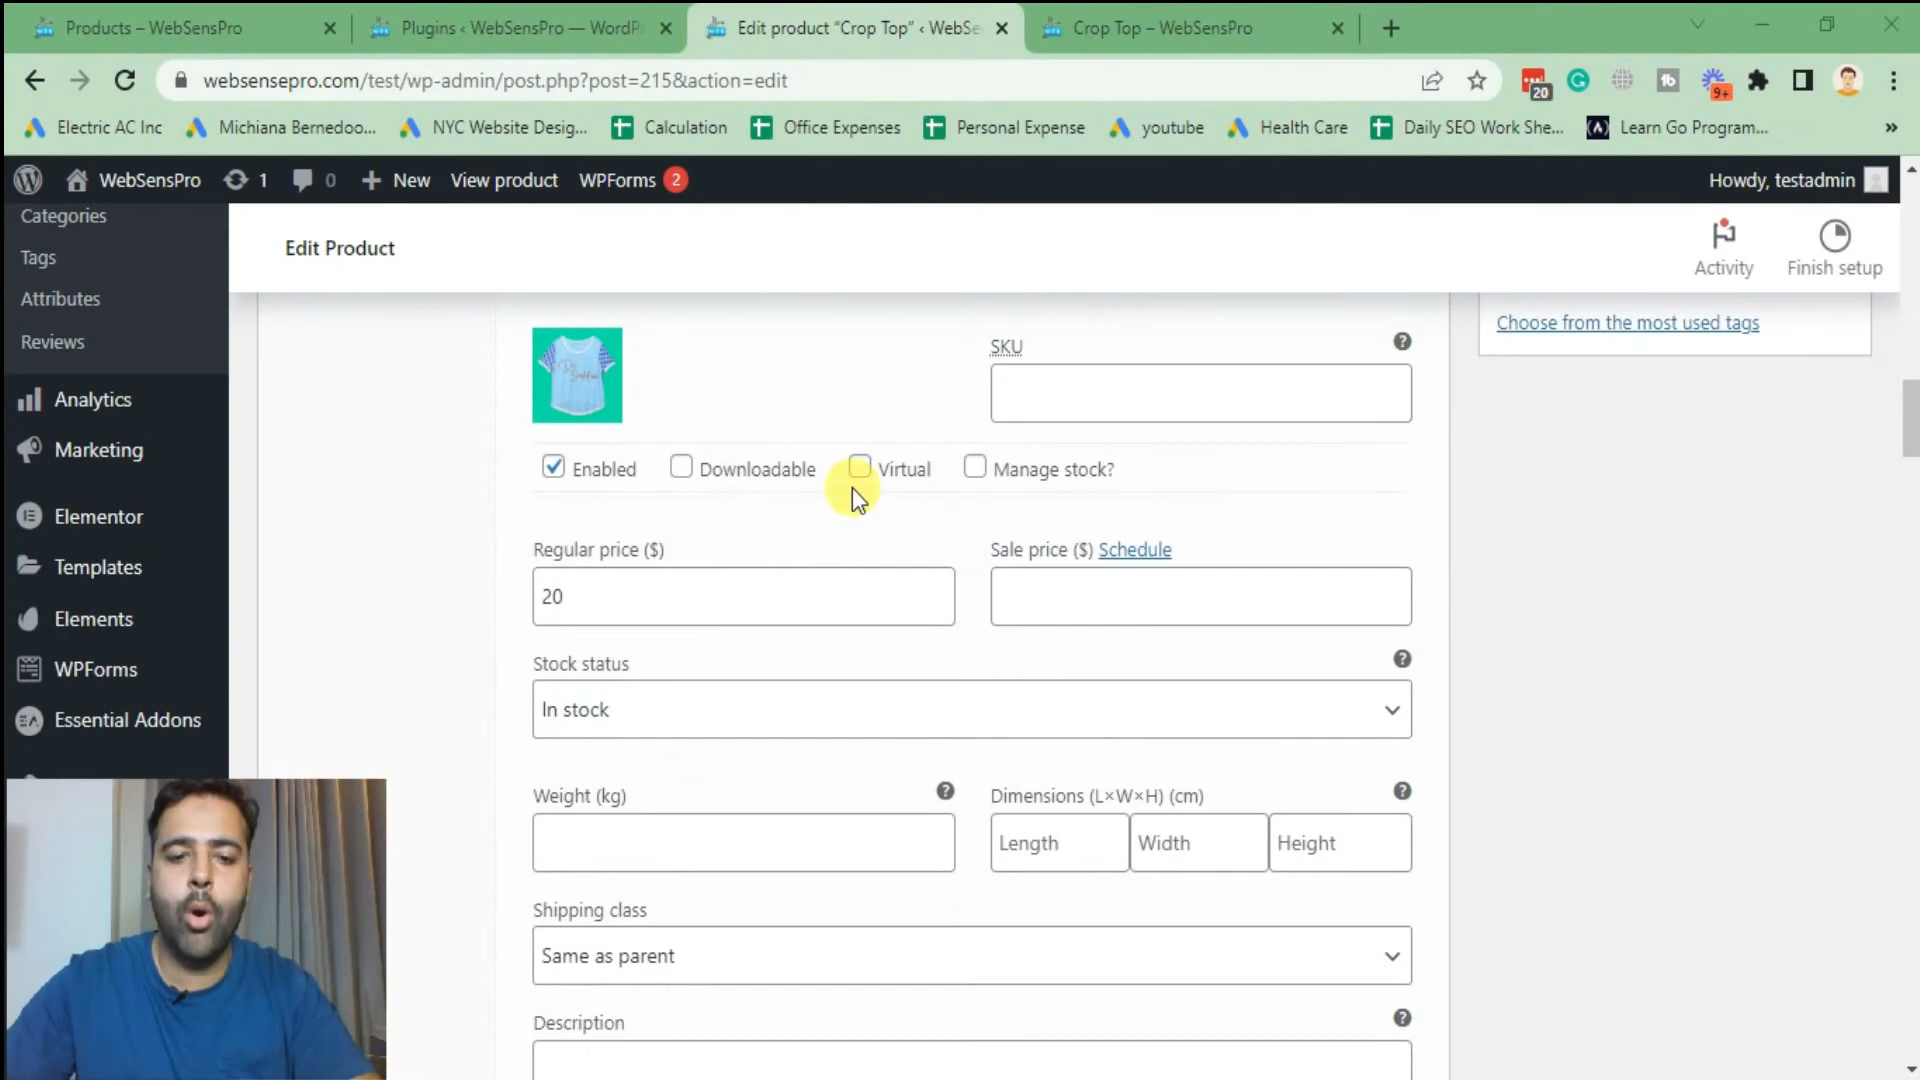 Products – WebSensPro
Plugins ‹ WebSensPro — WordPr
Edit product “Crop Top” ‹ WebSe
Crop Top – WebSensPro
websensepro.com/test/wp-admin/post.php?post=215&action=edit
20
9+
Electric AC Inc
Michiana Bernedoo...
NYC Website Desig...
Calculation
Office Expenses
Personal Expense
youtube
Health Care
Daily SEO Work She...
Learn Go Program...
WebSensPro
1
0
New
View product
WPForms 2
Howdy, testadmin
Categories
Tags
Attributes
Reviews
Analytics
Marketing
Elementor
Templates
Elements
WPForms
Essential Addons
Edit Product
Activity
Finish setup
Choose from the most used tags
SKU
Enabled
Downloadable
Virtual
Manage stock?
Regular price ($)
Sale price ($) Schedule
20
Stock status
In stock
Weight (kg)
Dimensions (L×W×H) (cm)
Length
Width
Height
Shipping class
Same as parent
Description